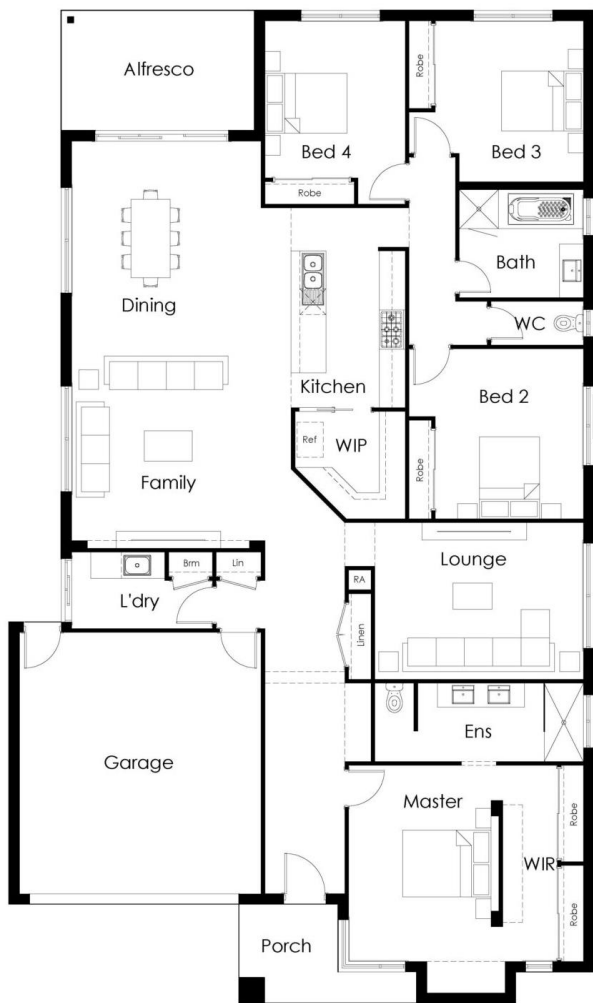 Alfresco
Bed 4
Robe
Robe
Bed 3
Bath
WC
Dining
Kitchen
Bed 2
Robe
Ref
WIP
Family
Lounge
Brm
Lin
L'dry
RA
Linen
Ens
Garage
Master
WIR
Robe
Robe
Porch